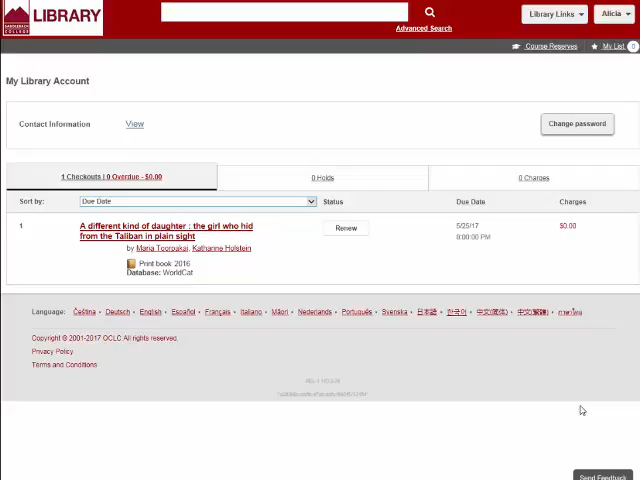 SADDLEBACK COLLEGE
LIBRARY
Library Links
Alicia
Advanced Search
Course Reserves
My List 0
My Library Account
Contact Information
View
Change password
1 Checkouts | 0 Overdue - $0.00
0 Holds
0 Charges
Sort by:
Due Date
Status
Due Date
Charges
1
A different kind of daughter : the girl who hid
from the Taliban in plain sight
Renew
5/25/17
8:00:00 PM
$0.00
by Maria Toorpakai, Katharine Holstein
Print book 2016
Database: WorldCat
Language: Čeština • Deutsch • English • Español • Français • Italiano • Māori • Nederlands • Português • Svenska • 日本語 • 한국어 • 中文(简体) • 中文(繁體) • ภาษาไทย
Copyright © 2001-2017 OCLC All rights reserved.
Privacy Policy
Terms and Conditions
Send Feedback